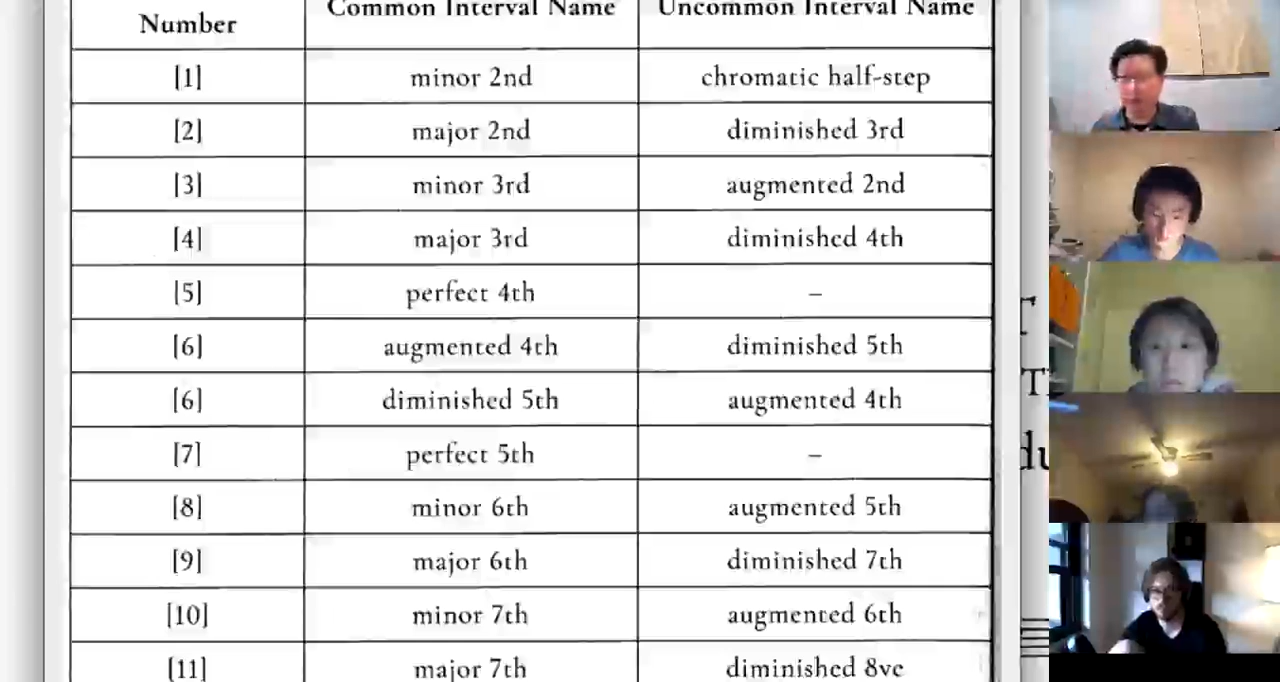 Number Common Interval Name Uncommon Interval Name
[1] minor 2nd chromatic half-step
[2] major 2nd diminished 3rd
[3] minor 3rd augmented 2nd
[4] major 3rd diminished 4th
[5] perfect 4th –
[6] augmented 4th diminished 5th
[6] diminished 5th augmented 4th
[7] perfect 5th –
[8] minor 6th augmented 5th
[9] major 6th diminished 7th
[10] minor 7th augmented 6th
[11] major 7th diminished 8ve